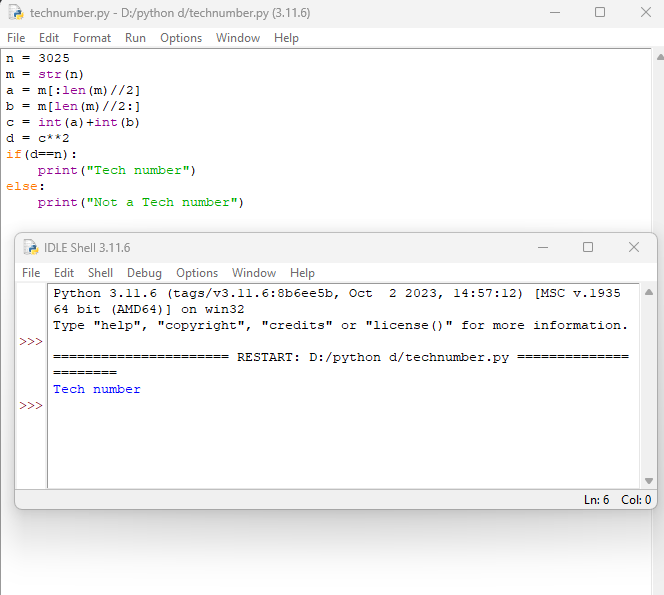 technumber.py - D:/python d/technumber.py (3.11.6)
File Edit Format Run Options Window Help
n = 3025
m = str(n)
a = m[:len(m)//2]
b = m[len(m)//2:]
c = int(a)+int(b)
d = c**2
if(d==n):
    print("Tech number")
else:
    print("Not a Tech number")
IDLE Shell 3.11.6
File Edit Shell Debug Options Window Help
Python 3.11.6 (tags/v3.11.6:8b6ee5b, Oct  2 2023, 14:57:12) [MSC v.1935
64 bit (AMD64)] on win32
Type "help", "copyright", "credits" or "license()" for more information.
>>>
====================== RESTART: D:/python d/technumber.py ==============
========
Tech number
>>>
Ln: 6 Col: 0